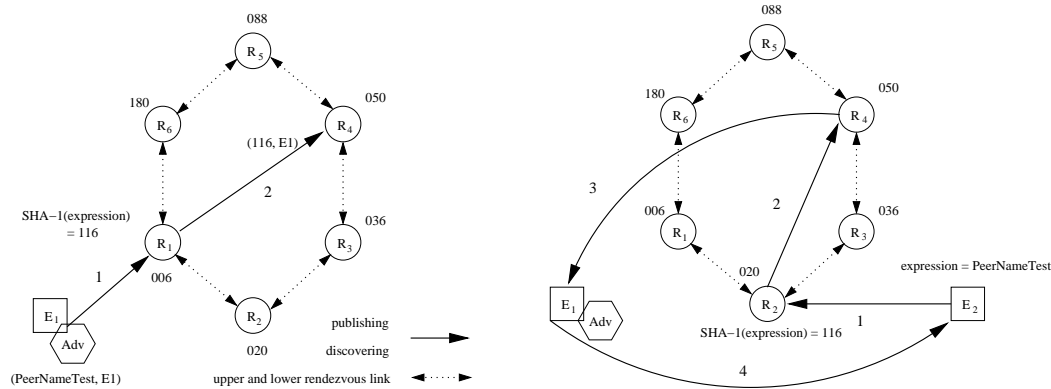 088
R5
180
R6
050
R4
(116, E1)
2
SHA−1(expression)
= 116
R1
006
R3
036
1
E1
Adv
(PeerNameTest, E1)
R2
020
publishing
discovering
upper and lower rendezvous link
088
R5
180
R6
050
R4
3
2
006
R1
036
R3
020
R2
expression = PeerNameTest
E1
Adv
1
E2
SHA−1(expression) = 116
4